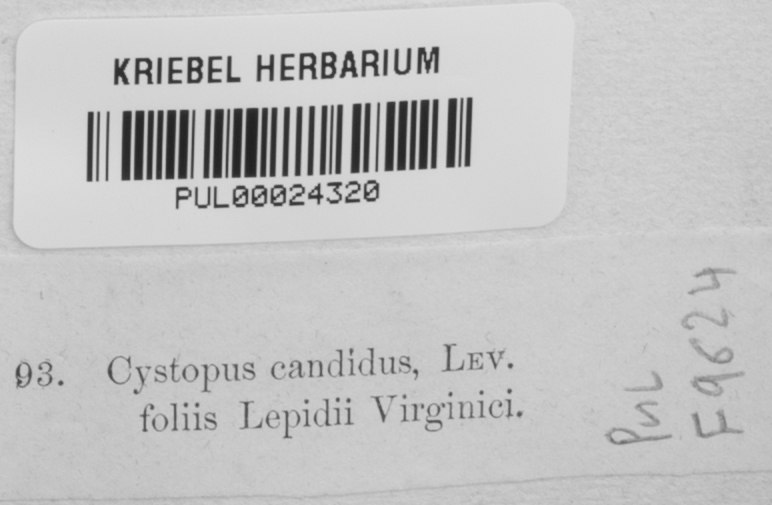 KRIEBEL HERBARIUM
PUL00024320
93. Cystopus candidus, LEV.
foliis Lepidii Virginici.
PUL
F9624